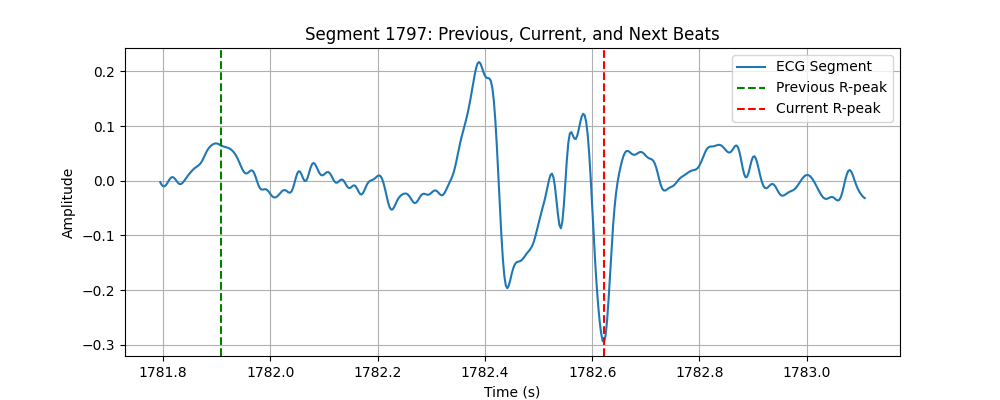 Segment 1797: Previous, Current, and Next Beats
ECG Segment
Previous R-peak
Current R-peak
0.2
0.1
0.0
−0.1
−0.2
−0.3
Amplitude
1781.8 1782.0 1782.2 1782.4 1782.6 1782.8 1783.0
Time (s)